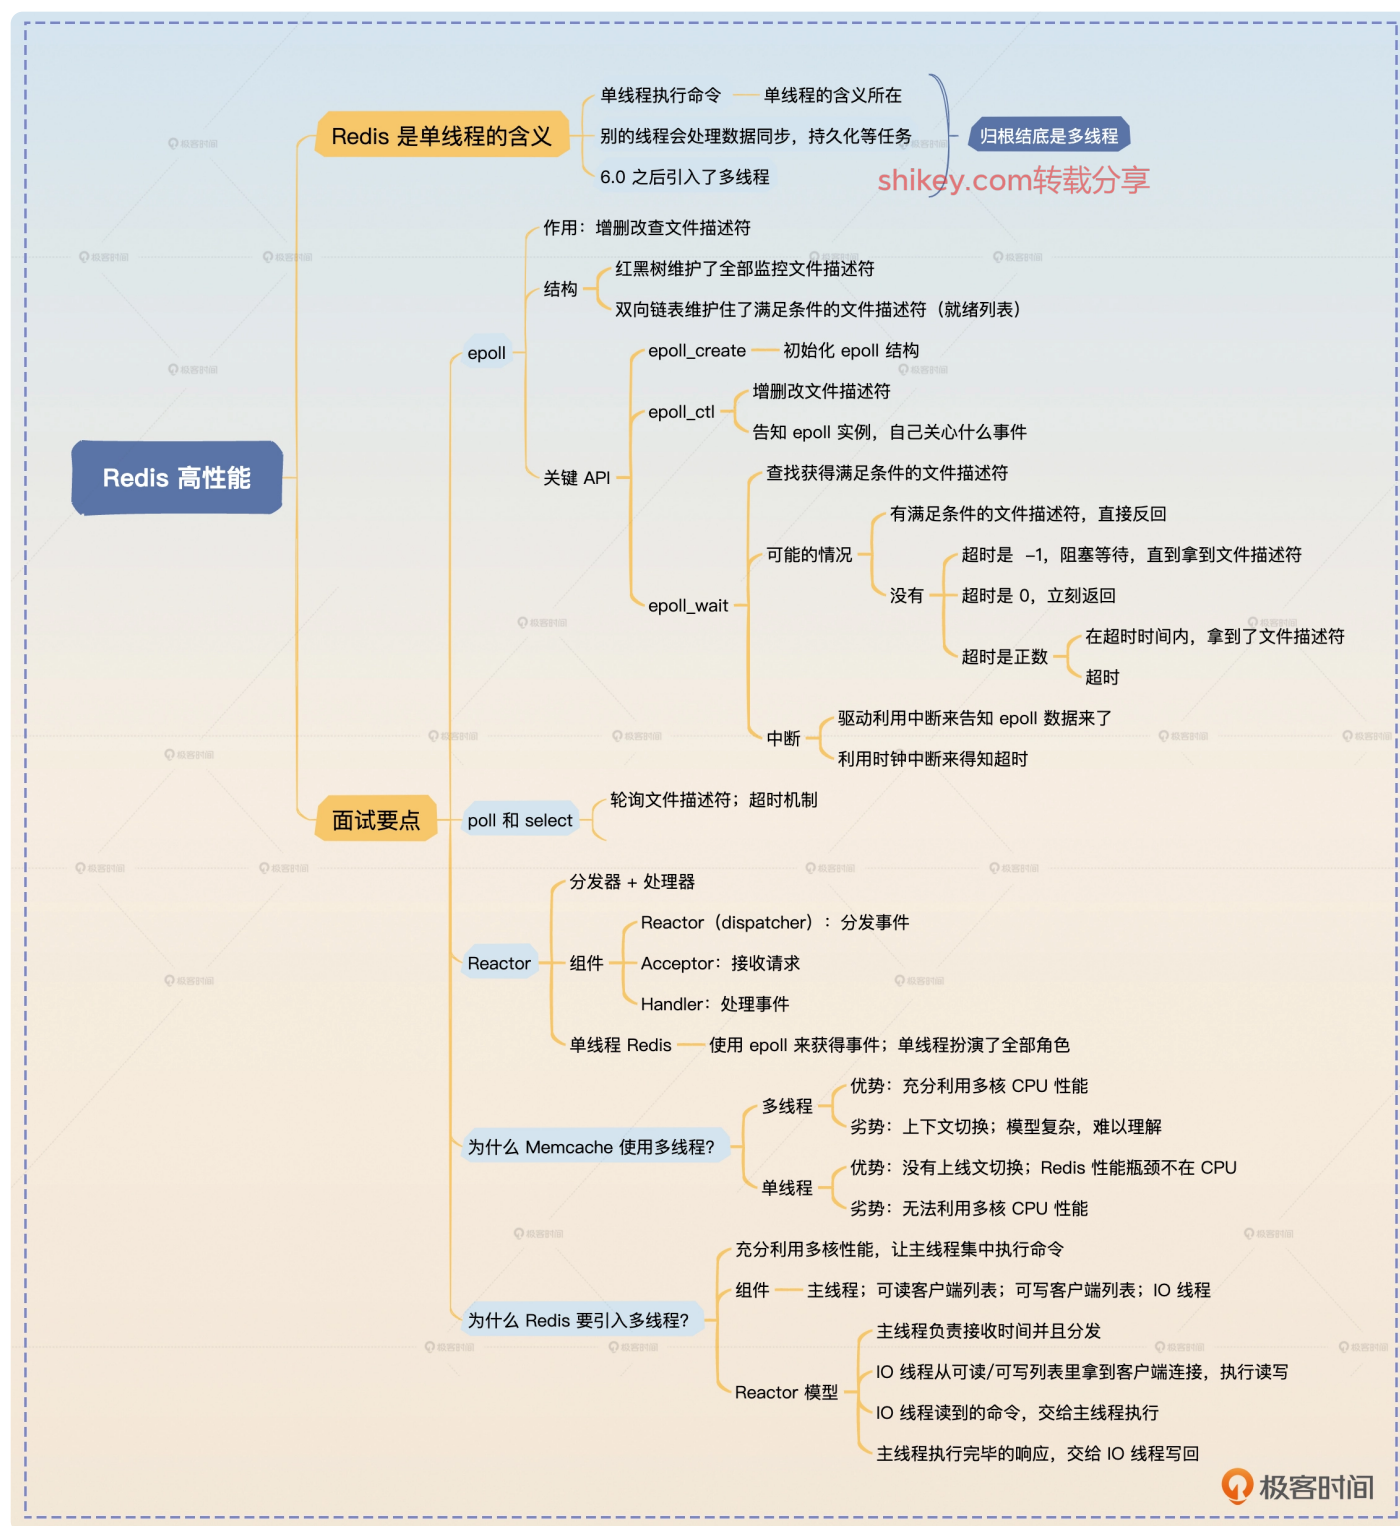 Redis 高性能
Redis 是单线程的含义
单线程执行命令
单线程的含义所在
别的线程会处理数据同步，持久化等任务
6.0 之后引入了多线程
归根结底是多线程
shikey.com转载分享
面试要点
epoll
作用：增删改查文件描述符
结构
红黑树维护了全部监控文件描述符
双向链表维护住了满足条件的文件描述符（就绪列表）
关键 API
epoll_create
初始化 epoll 结构
epoll_ctl
增删改文件描述符
告知 epoll 实例，自己关心什么事件
epoll_wait
查找获得满足条件的文件描述符
可能的情况
有满足条件的文件描述符，直接反回
没有
超时是 -1，阻塞等待，直到拿到文件描述符
超时是 0，立刻返回
超时是正数
在超时时间内，拿到了文件描述符
超时
中断
驱动利用中断来告知 epoll 数据来了
利用时钟中断来得知超时
poll 和 select
轮询文件描述符；超时机制
Reactor
分发器 + 处理器
组件
Reactor（dispatcher）：分发事件
Acceptor：接收请求
Handler：处理事件
单线程 Redis
使用 epoll 来获得事件；单线程扮演了全部角色
为什么 Memcache 使用多线程？
多线程
优势：充分利用多核 CPU 性能
劣势：上下文切换；模型复杂，难以理解
单线程
优势：没有上线文切换；Redis 性能瓶颈不在 CPU
劣势：无法利用多核 CPU 性能
为什么 Redis 要引入多线程？
充分利用多核性能，让主线程集中执行命令
组件
主线程；可读客户端列表；可写客户端列表；IO 线程
Reactor 模型
主线程负责接收时间并且分发
IO 线程从可读/可写列表里拿到客户端连接，执行读写
IO 线程读到的命令，交给主线程执行
主线程执行完毕的响应，交给 IO 线程写回
极客时间